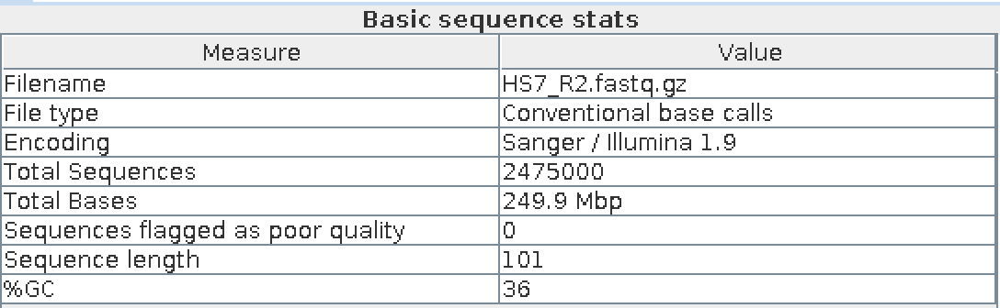 Basic sequence stats
Measure Value
Filename HS7_R2.fastq.gz
File type Conventional base calls
Encoding Sanger / Illumina 1.9
Total Sequences 2475000
Total Bases 249.9 Mbp
Sequences flagged as poor quality 0
Sequence length 101
%GC 36